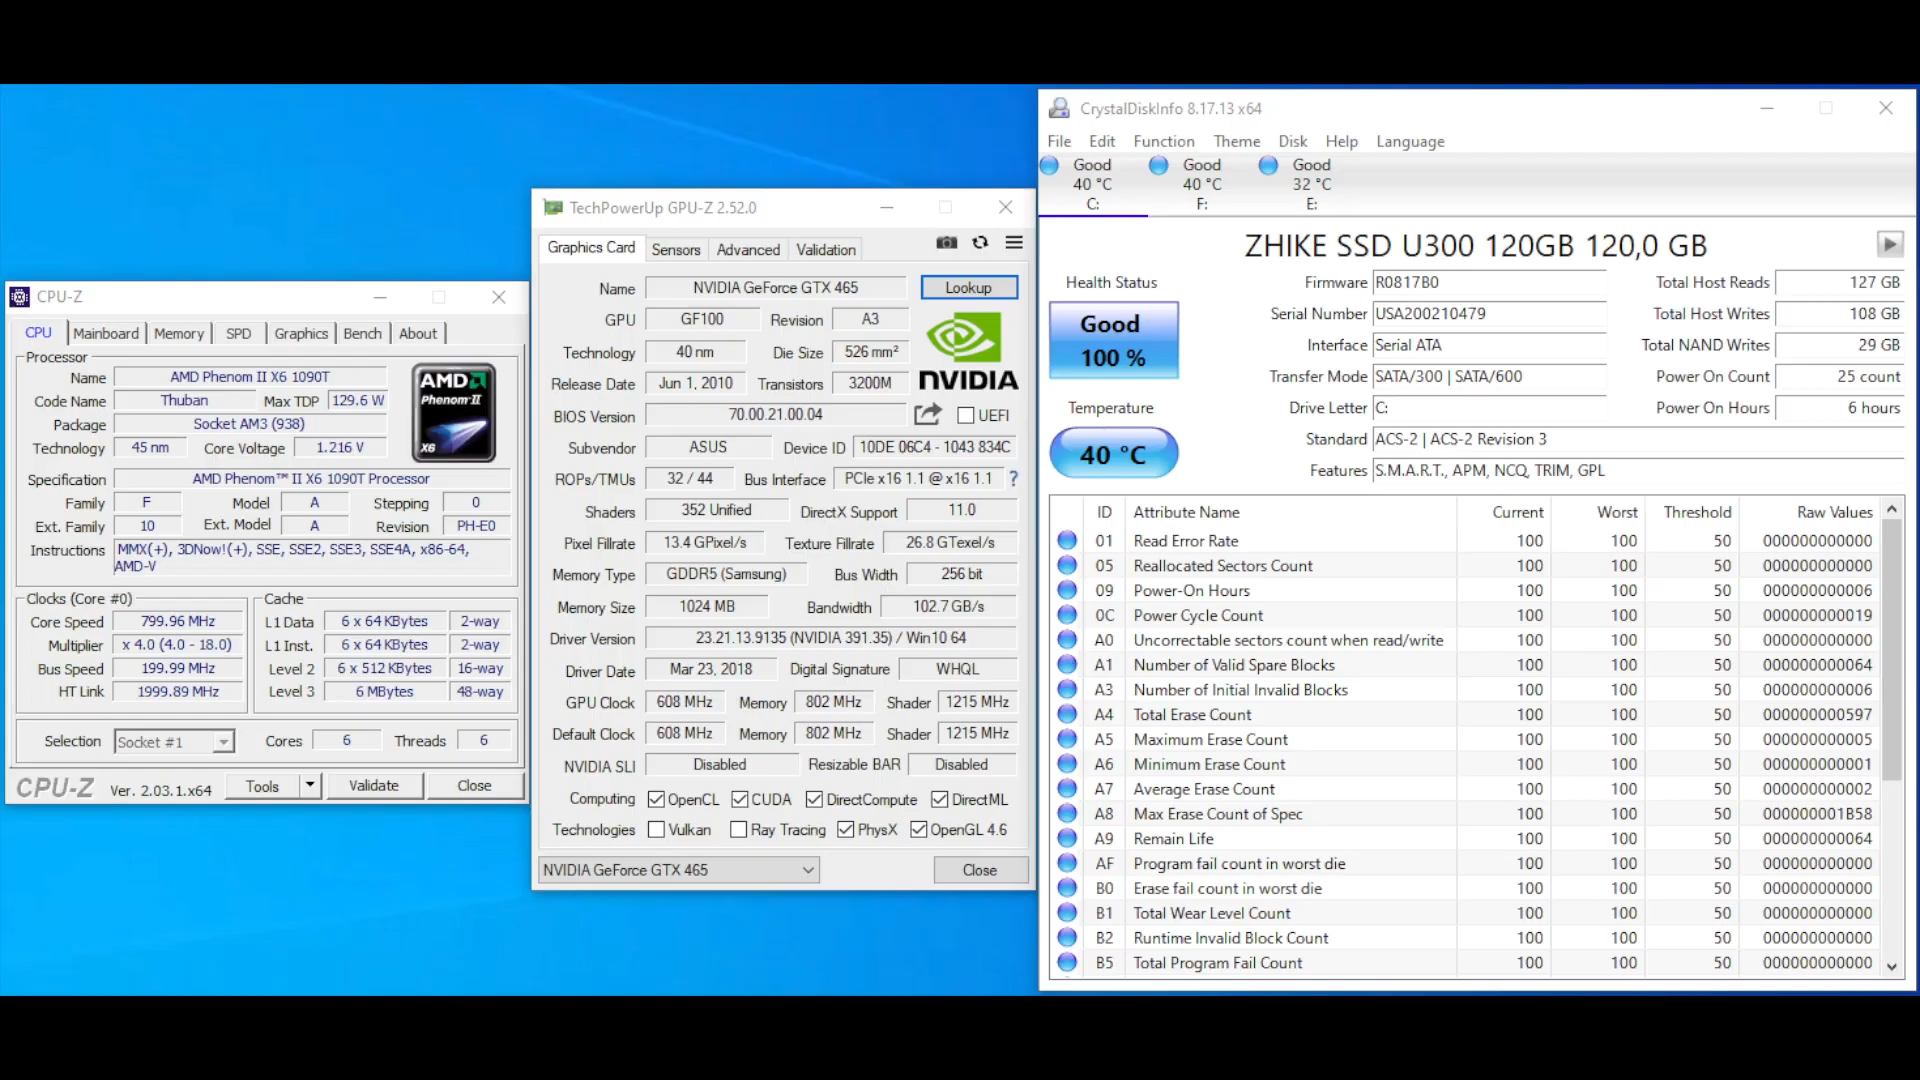 CPU-Z
CPU Mainboard Memory SPD Graphics Bench About
Processor
Name AMD Phenom II X6 1090T
Code Name Thuban Max TDP 129.6 W
Package Socket AM3 (938)
Technology 45 nm Core Voltage 1.216 V
AMD
Phenom II
X6
Specification AMD Phenom™ II X6 1090T Processor
Family F Model A Stepping 0
Ext. Family 10 Ext. Model A Revision PH-E0
Instructions MMX(+), 3DNow!(+), SSE, SSE2, SSE3, SSE4A, x86-64,
AMD-V
Clocks (Core #0)
Core Speed 799.96 MHz
Multiplier x 4.0 (4.0 - 18.0)
Bus Speed 199.99 MHz
HT Link 1999.89 MHz
Cache
L1 Data 6 x 64 KBytes 2-way
L1 Inst. 6 x 64 KBytes 2-way
Level 2 6 x 512 KBytes 16-way
Level 3 6 MBytes 48-way
Selection Socket #1 Cores 6 Threads 6
CPU-Z Ver. 2.03.1.x64 Tools Validate Close
TechPowerUp GPU-Z 2.52.0
Graphics Card Sensors Advanced Validation
Name NVIDIA GeForce GTX 465 Lookup
GPU GF100 Revision A3
Technology 40 nm Die Size 526 mm²
Release Date Jun 1, 2010 Transistors 3200M
NVIDIA
BIOS Version 70.00.21.00.04 UEFI
Subvendor ASUS Device ID 10DE 06C4 - 1043 834C
ROPs/TMUs 32 / 44 Bus Interface PCIe x16 1.1 @ x16 1.1 ?
Shaders 352 Unified DirectX Support 11.0
Pixel Fillrate 13.4 GPixel/s Texture Fillrate 26.8 GTexel/s
Memory Type GDDR5 (Samsung) Bus Width 256 bit
Memory Size 1024 MB Bandwidth 102.7 GB/s
Driver Version 23.21.13.9135 (NVIDIA 391.35) / Win10 64
Driver Date Mar 23, 2018 Digital Signature WHQL
GPU Clock 608 MHz Memory 802 MHz Shader 1215 MHz
Default Clock 608 MHz Memory 802 MHz Shader 1215 MHz
NVIDIA SLI Disabled Resizable BAR Disabled
Computing OpenCL CUDA DirectCompute DirectML
Technologies Vulkan Ray Tracing PhysX OpenGL 4.6
NVIDIA GeForce GTX 465 Close
CrystalDiskInfo 8.17.13 x64
File Edit Function Theme Disk Help Language
Good Good Good
40 °C 40 °C 32 °C
C: F: E:
ZHIKE SSD U300 120GB 120,0 GB
Health Status
Good
100 %
Temperature
40 °C
Firmware R0817B0 Total Host Reads 127 GB
Serial Number USA200210479 Total Host Writes 108 GB
Interface Serial ATA Total NAND Writes 29 GB
Transfer Mode SATA/300 | SATA/600 Power On Count 25 count
Drive Letter C: Power On Hours 6 hours
Standard ACS-2 | ACS-2 Revision 3
Features S.M.A.R.T., APM, NCQ, TRIM, GPL
ID Attribute Name Current Worst Threshold Raw Values
01 Read Error Rate 100 100 50 000000000000
05 Reallocated Sectors Count 100 100 50 000000000000
09 Power-On Hours 100 100 50 000000000006
0C Power Cycle Count 100 100 50 000000000019
A0 Uncorrectable sectors count when read/write 100 100 50 000000000000
A1 Number of Valid Spare Blocks 100 100 50 000000000064
A3 Number of Initial Invalid Blocks 100 100 50 000000000006
A4 Total Erase Count 100 100 50 000000000597
A5 Maximum Erase Count 100 100 50 000000000005
A6 Minimum Erase Count 100 100 50 000000000001
A7 Average Erase Count 100 100 50 000000000002
A8 Max Erase Count of Spec 100 100 50 000000001B58
A9 Remain Life 100 100 50 000000000064
AF Program fail count in worst die 100 100 50 000000000000
B0 Erase fail count in worst die 100 100 50 000000000000
B1 Total Wear Level Count 100 100 50 000000000000
B2 Runtime Invalid Block Count 100 100 50 000000000000
B5 Total Program Fail Count 100 100 50 000000000000